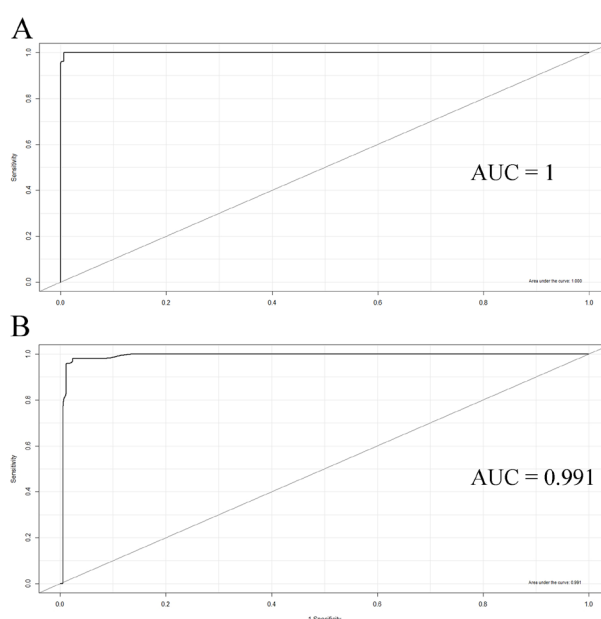 A
1.0
0.8
0.6
0.4
0.2
0.0
Sensitivity
AUC = 1
Area under the curve: 1.000
0.0 0.2 0.4 0.6 0.8 1.0
B
1.0
0.8
0.6
0.4
0.2
0.0
Sensitivity
AUC = 0.991
Area under the curve: 0.991
0.0 0.2 0.4 0.6 0.8 1.0